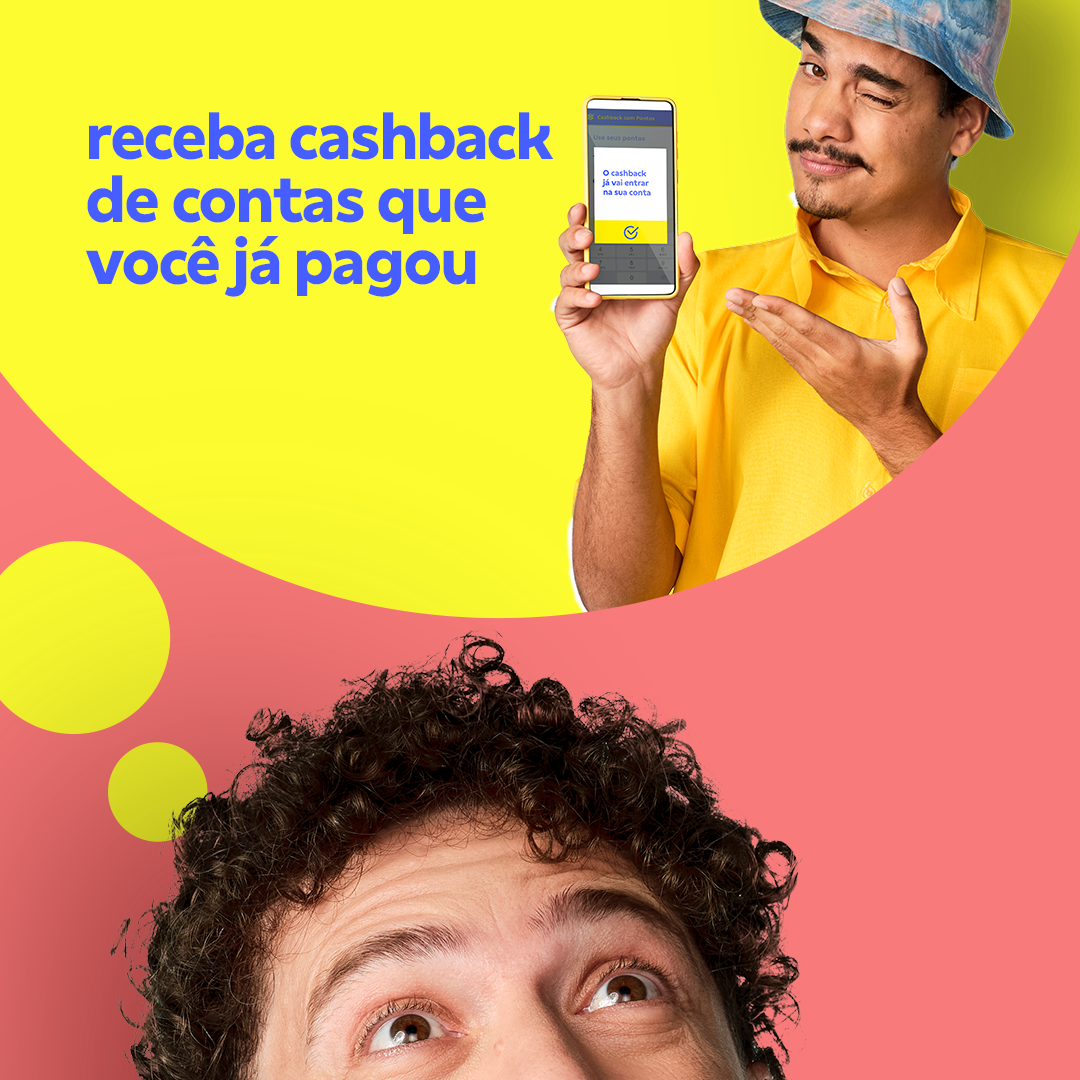 receba cashback
de contas que
você já pagou
Cashback com Pontos
Use seus pontos
O cashback
já vai entrar
na sua conta